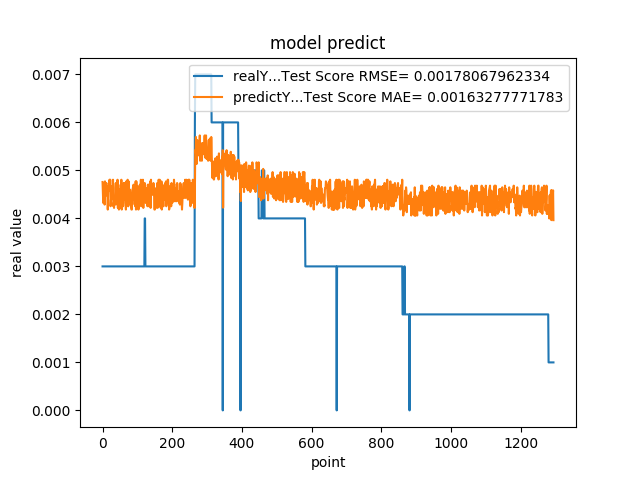 model predict
realY...Test Score RMSE= 0.00178067962334
predictY...Test Score MAE= 0.00163277771783
0.007
0.006
0.005
0.004
0.003
0.002
0.001
0.000
real value
0 200 400 600 800 1000 1200
point